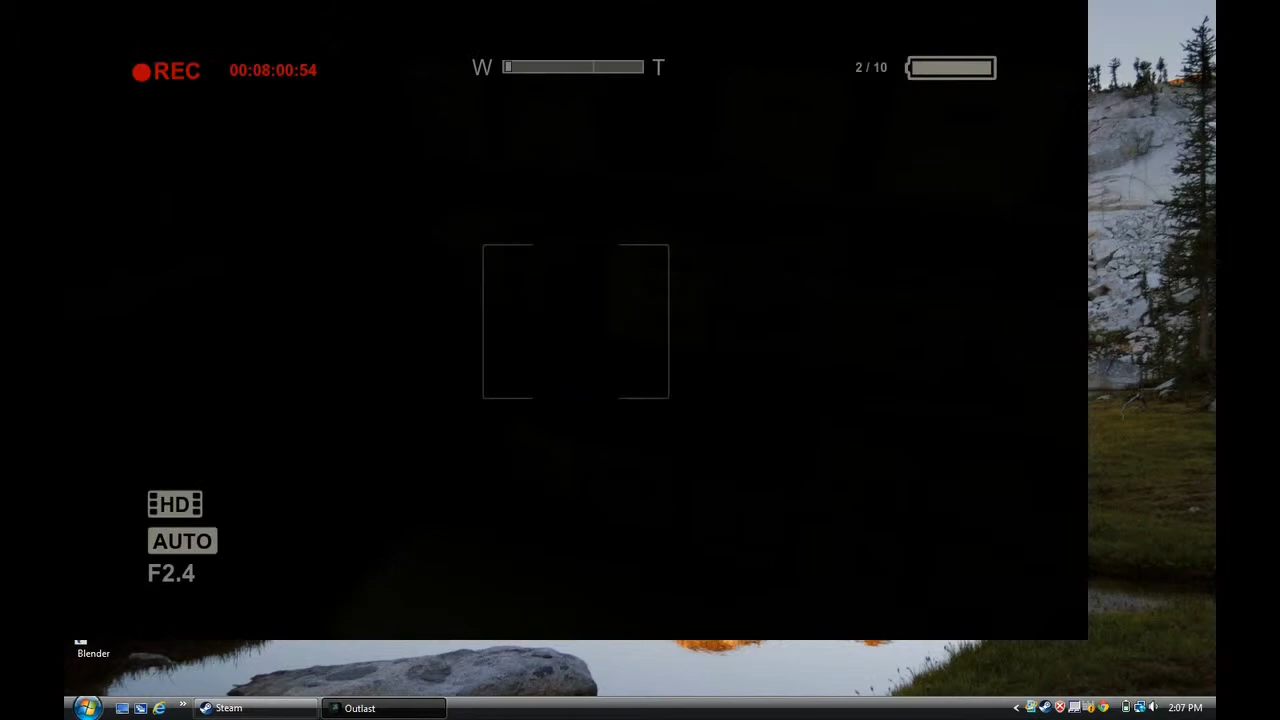 REC 00:08:00:54 W T 2 / 10
HD
AUTO
F2.4
Blender
Steam Outlast 2:07 PM